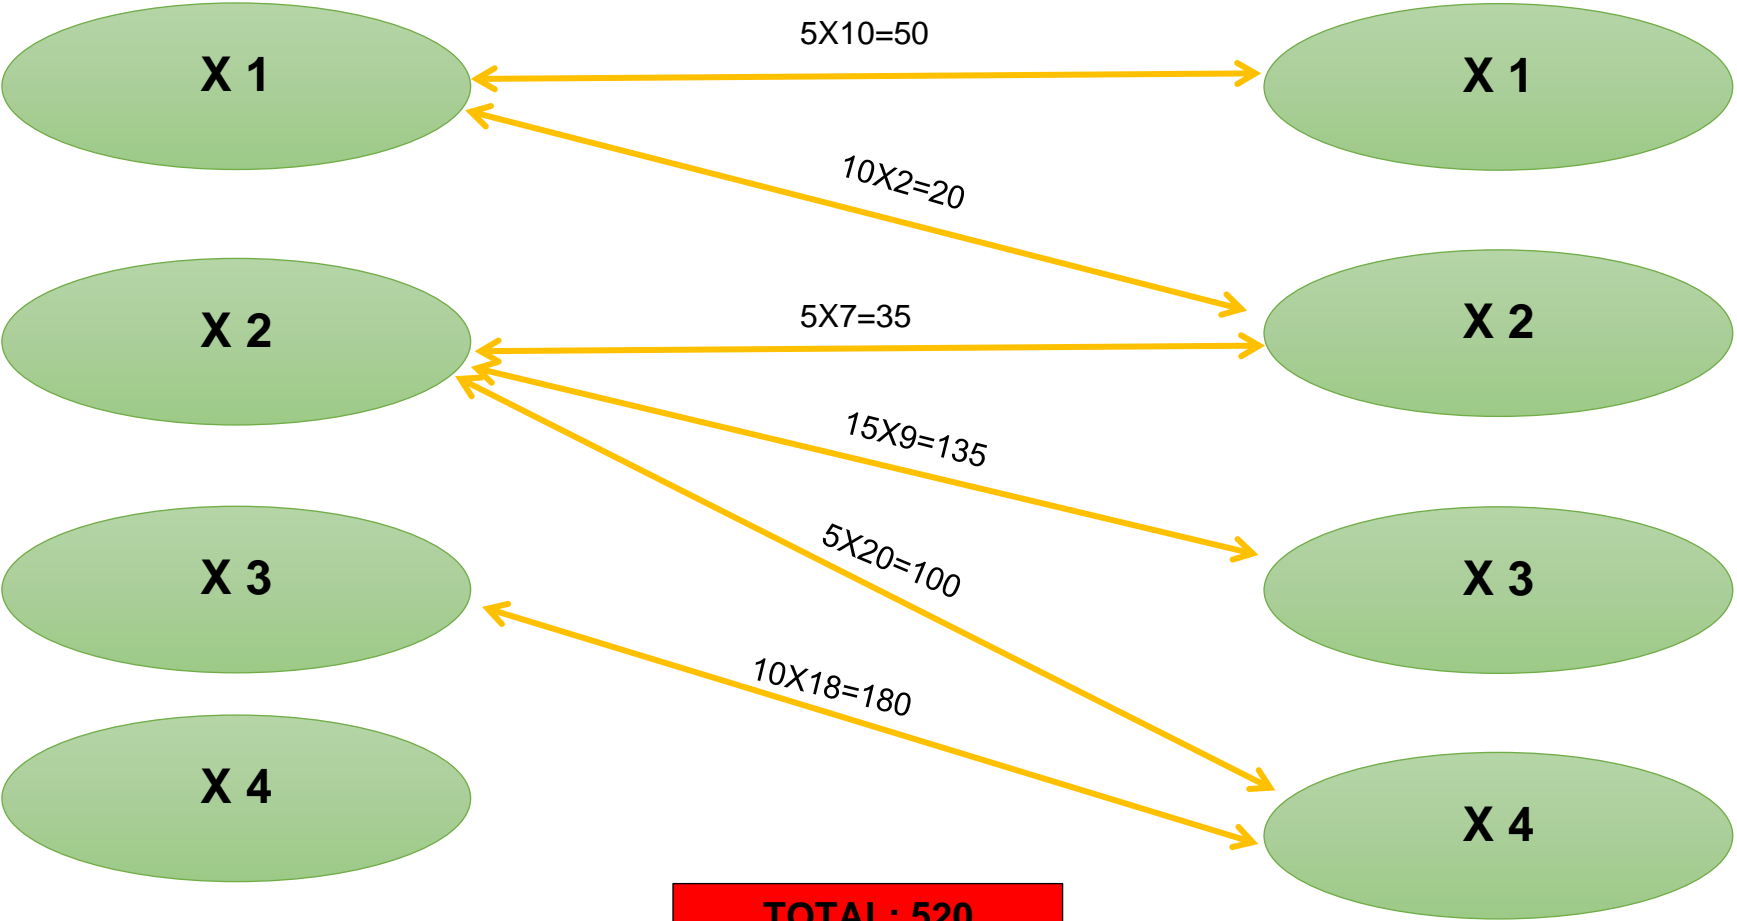 X 1
5X10=50
X 1
10X2=20
X 2
5X7=35
X 2
15X9=135
X 3
5X20=100
X 3
10X18=180
X 4
X 4
TOTAL: 520